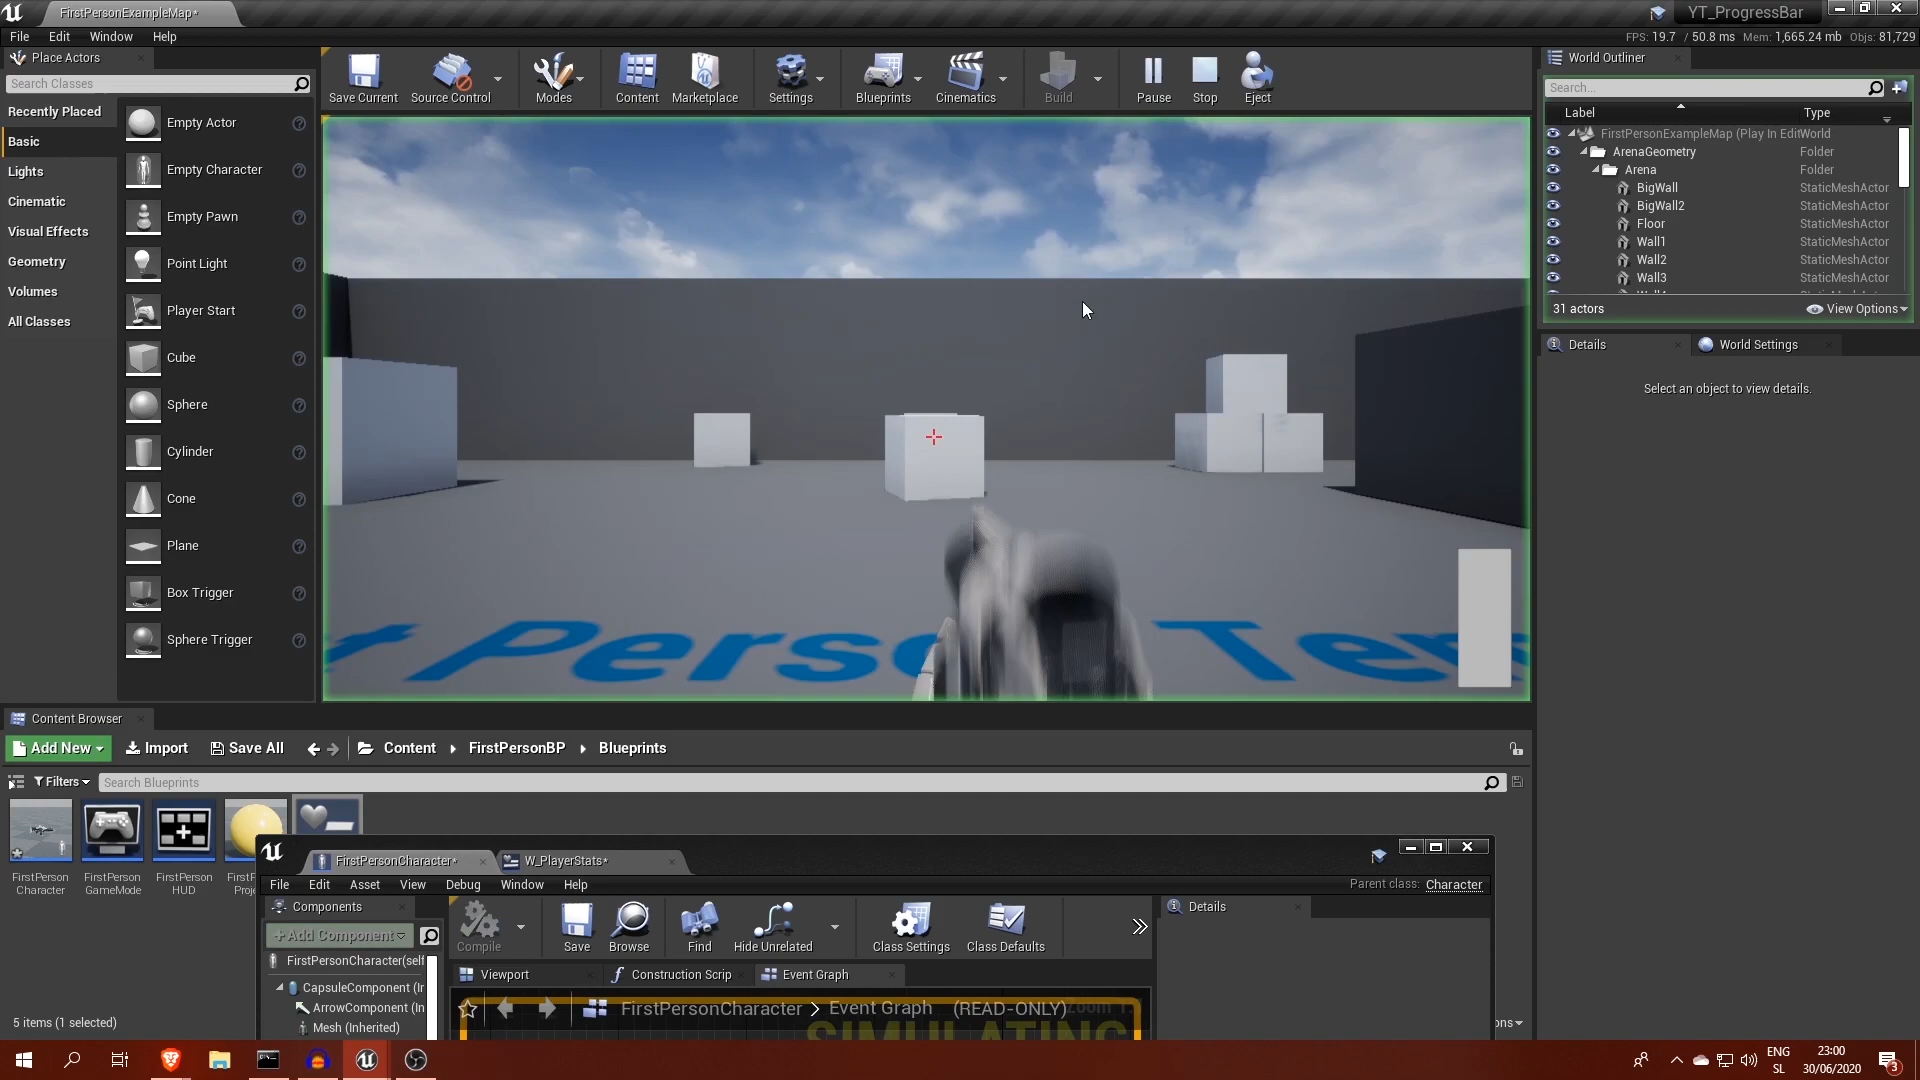 FirstPersonExampleMap*
YT_ProgressBar
File Edit Window Help
FPS: 19.7 / 50.8 ms Mem: 1,665.24 mb Objs: 81,729
Place Actors
Search Classes
Recently Placed
Basic
Lights
Cinematic
Visual Effects
Geometry
Volumes
All Classes
Empty Actor
Empty Character
Empty Pawn
Point Light
Player Start
Cube
Sphere
Cylinder
Cone
Plane
Box Trigger
Sphere Trigger
Save Current
Source Control
Modes
Content
Marketplace
Settings
Blueprints
Cinematics
Build
Pause
Stop
Eject
t Pers Tem
World Outliner
Search...
Label Type
FirstPersonExampleMap (Play In Edit World
ArenaGeometry Folder
Arena Folder
BigWall StaticMeshActor
BigWall2 StaticMeshActor
Floor StaticMeshActor
Wall1 StaticMeshActor
Wall2 StaticMeshActor
Wall3 StaticMeshActor
31 actors
View Options
Details
World Settings
Select an object to view details.
Content Browser
Add New Import Save All Content FirstPersonBP Blueprints
Filters
Search Blueprints
FirstPerson
Character
FirstPerson
GameMode
FirstPerson
HUD
FirstF
Proje
5 items (1 selected)
FirstPersonCharacter*
W_PlayerStats*
File Edit Asset View Debug Window Help
Parent class: Character
Components
+Add Component
FirstPersonCharacter(self
CapsuleComponent (Ir
ArrowComponent (In
Mesh (Inherited)
Compile
Save
Browse
Find
Hide Unrelated
Class Settings
Class Defaults
Details
Viewport
Construction Scrip
Event Graph
FirstPersonCharacter > Event Graph (READ-ONLY)
SIMULATING
ons
ENG
SL
23:00
30/06/2020
3